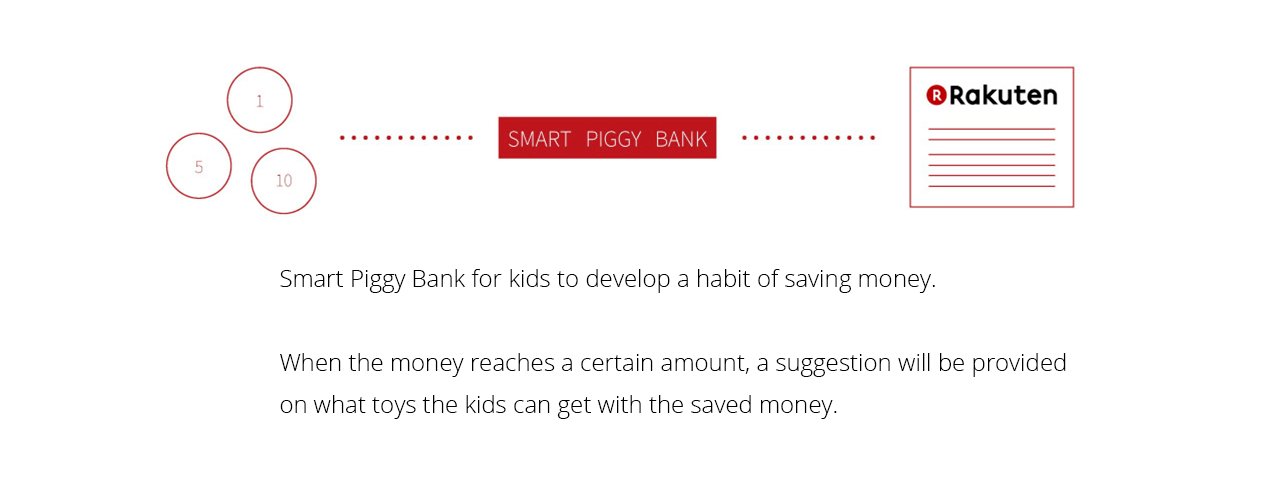 1
5
10
SMART PIGGY BANK
R Rakuten
Smart Piggy Bank for kids to develop a habit of saving money.
When the money reaches a certain amount, a suggestion will be provided
on what toys the kids can get with the saved money.